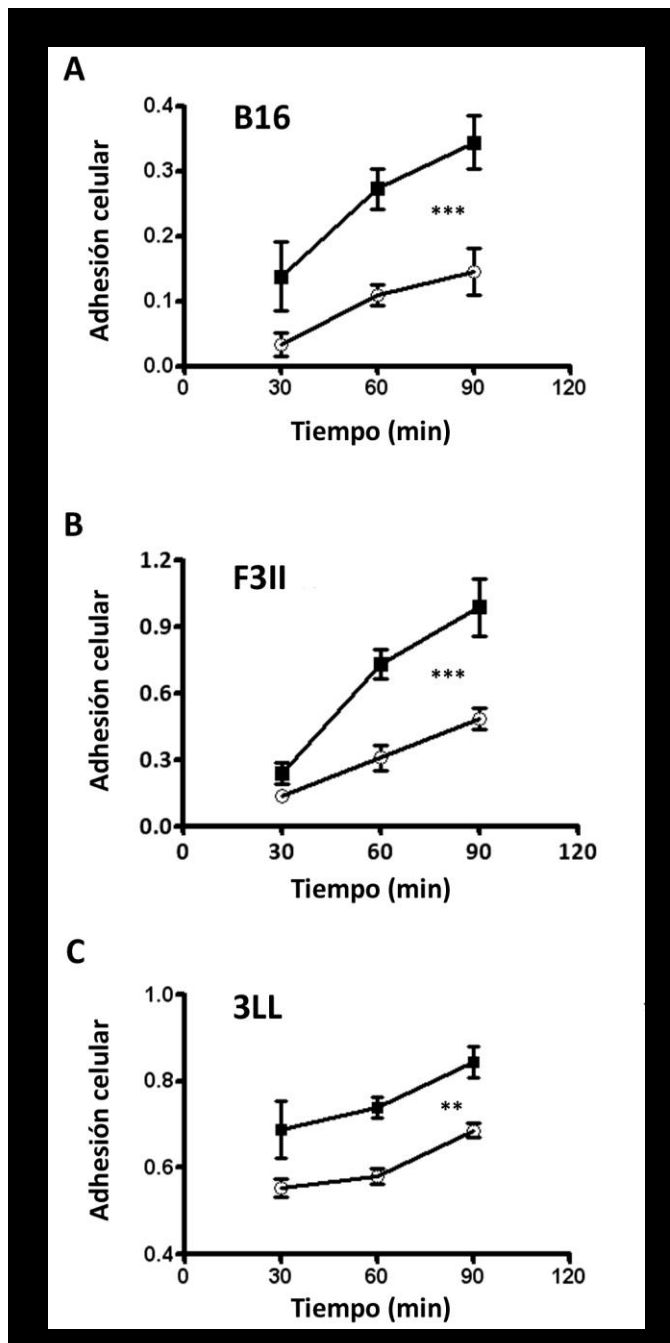 A
B16
Adhesión celular
0.4
0.3
0.2
0.1
0.0
***
0 30 60 90 120
Tiempo (min)
B
F3II
Adhesión celular
1.2
0.9
0.6
0.3
0.0
***
0 30 60 90 120
Tiempo (min)
C
3LL
Adhesión celular
1.0
0.8
0.6
0.4
**
0 30 60 90 120
Tiempo (min)